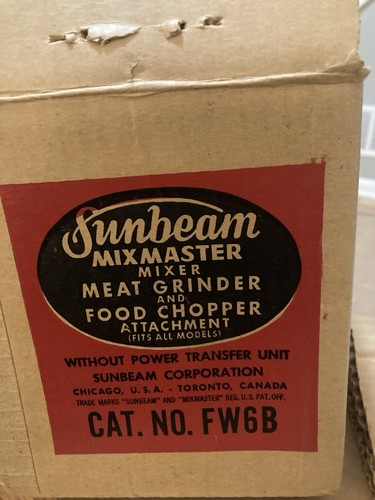 Sunbeam
MIXMASTER
MIXER
MEAT GRINDER
AND
FOOD CHOPPER
ATTACHMENT
(FITS ALL MODELS)
WITHOUT POWER TRANSFER UNIT
SUNBEAM CORPORATION
CHICAGO, U.S.A. - TORONTO, CANADA
TRADE MARKS "SUNBEAM" AND "MIXMASTER" REG. U.S. PAT. OFF.
CAT. NO. FW6B